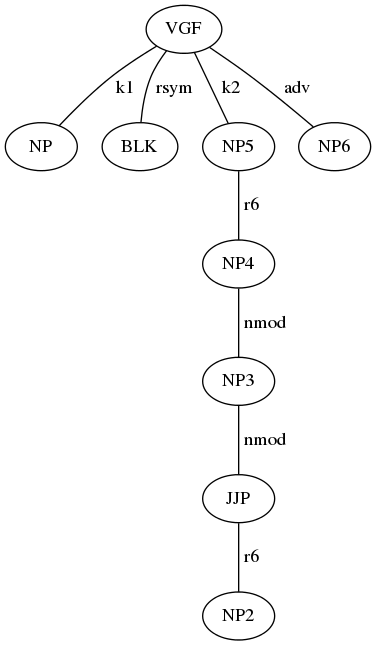 VGF
k1 rsym k2 adv
NP BLK NP5 NP6
r6
NP4
nmod
NP3
nmod
JJP
r6
NP2